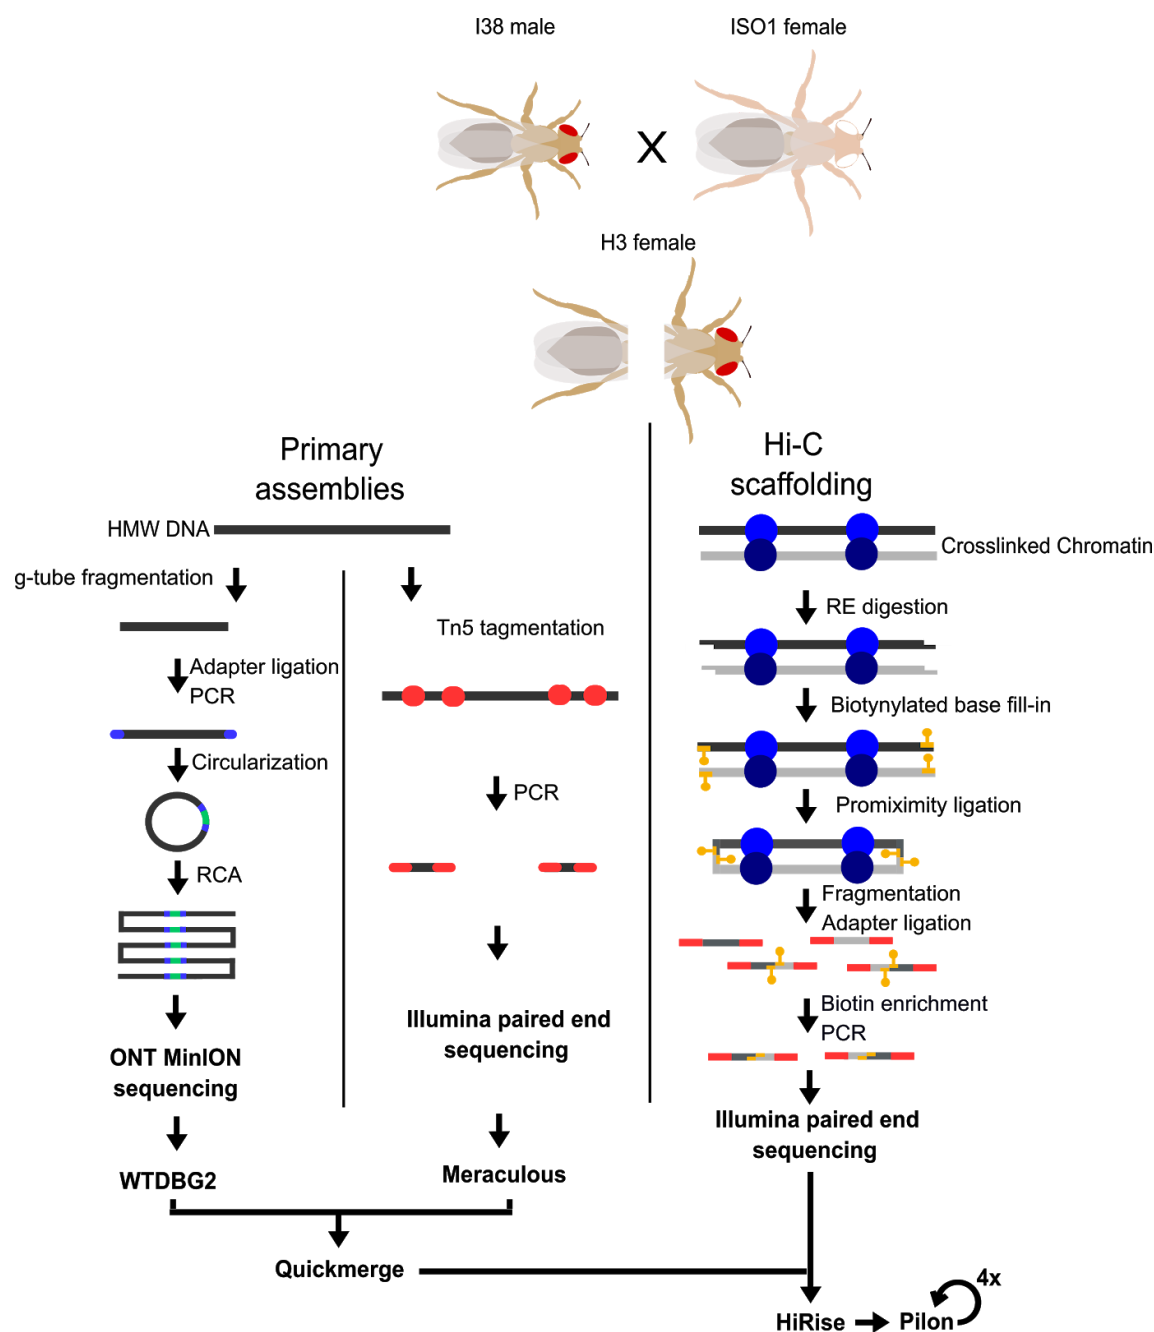 I38 male
ISO1 female
X
H3 female
Primary
assemblies
HMW DNA
g-tube fragmentation
Adapter ligation
PCR
Circularization
RCA
ONT MinION
sequencing
WTDBG2
Tn5 tagmentation
PCR
Illumina paired end
sequencing
Meraculous
Quickmerge
Hi-C
scaffolding
Crosslinked Chromatin
RE digestion
Biotynylated base fill-in
Promiximity ligation
Fragmentation
Adapter ligation
Biotin enrichment
PCR
Illumina paired end
sequencing
HiRise
Pilon
4x